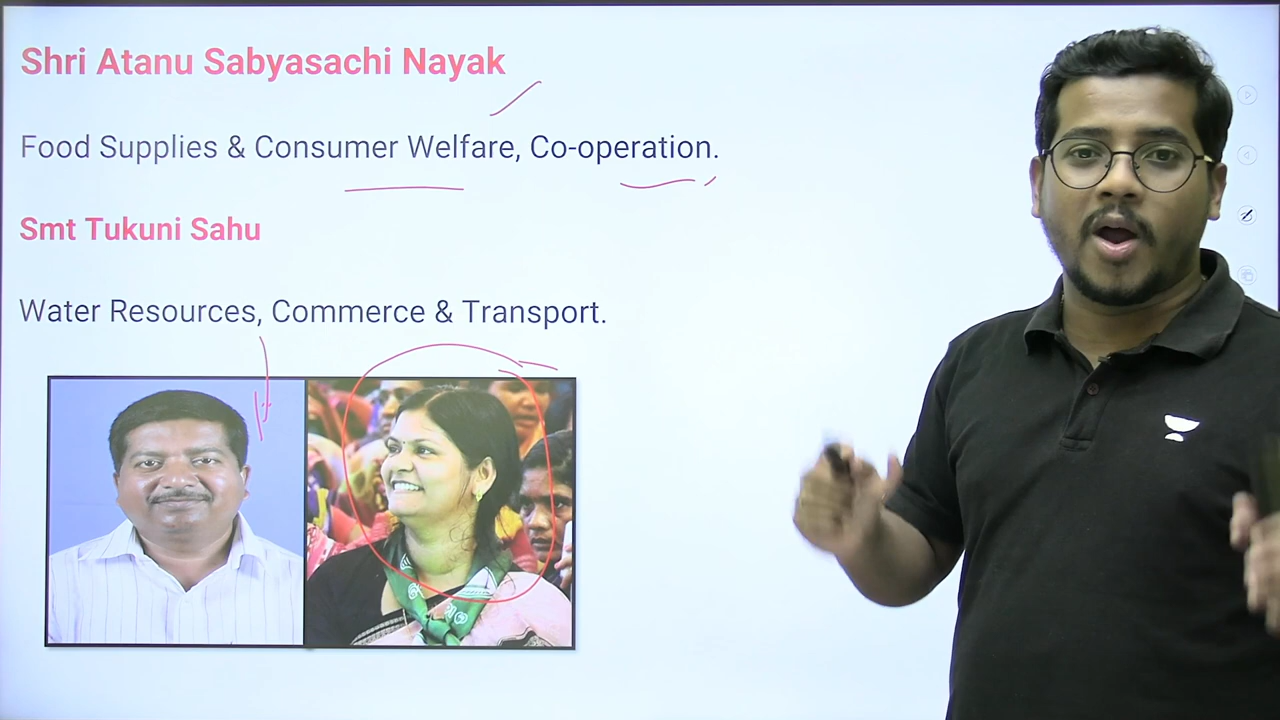 Shri Atanu Sabyasachi Nayak
Food Supplies & Consumer Welfare, Co-operation.
Smt Tukuni Sahu
Water Resources, Commerce & Transport.